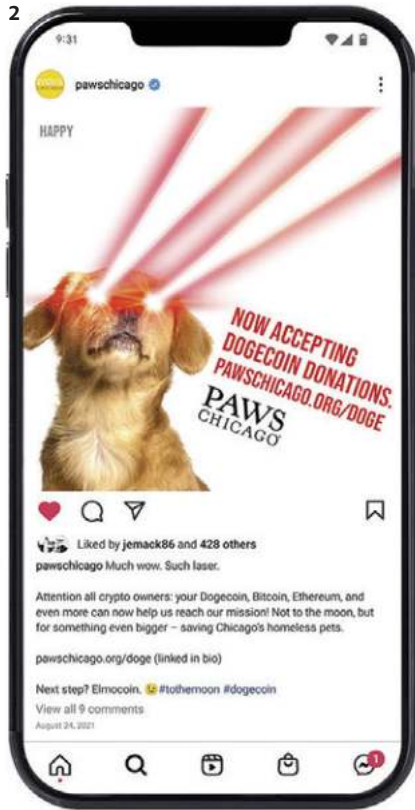 2
9:31
pawschicago
HAPPY
NOW ACCEPTING
DOGECOIN DONATIONS.
PAWSCHICAGO.ORG/DOGE
PAWS
CHICAGO
Liked by jemack86 and 428 others
pawschicago Much wow. Such laser.
Attention all crypto owners: your Dogecoin, Bitcoin, Ethereum, and
even more can now help us reach our mission! Not to the moon, but
for something even bigger – saving Chicago's homeless pets.
pawschicago.org/doge (linked in bio)
Next step? Elmocoin. 😉 #tothemoon #dogecoin
View all 9 comments
August 24, 2021
1